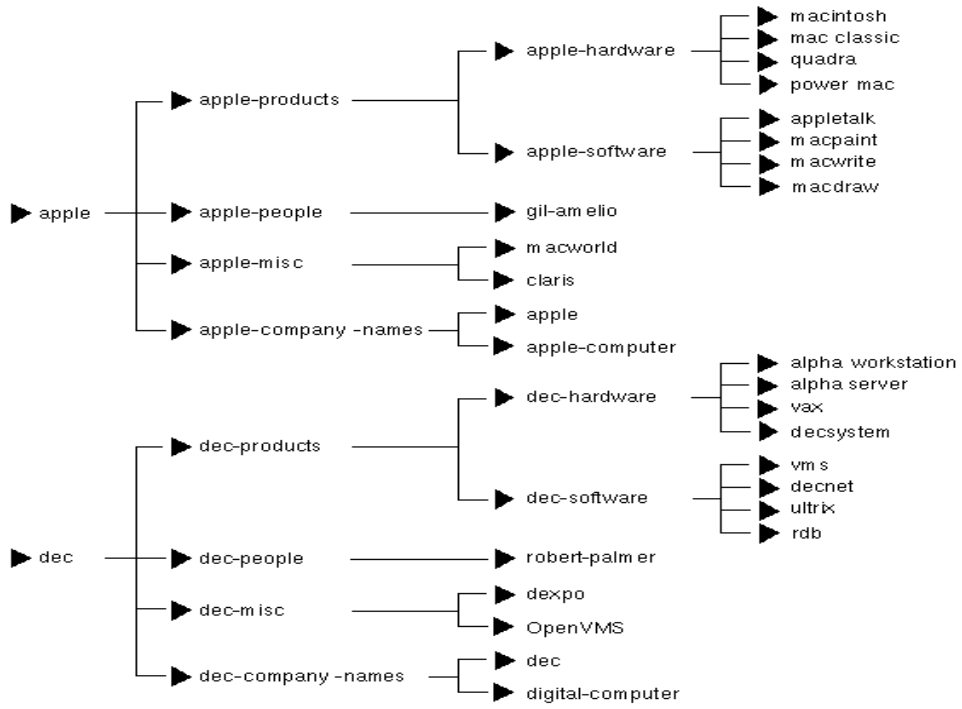 apple
apple-products
apple-hardware
macintosh
mac classic
quadra
power mac
apple-software
appletalk
macpaint
macwrite
macdraw
apple-people
gil-amelio
apple-misc
macworld
claris
apple-company -names
apple
apple-computer
dec
dec-products
dec-hardware
alpha workstation
alpha server
vax
decsystem
dec-software
vms
decnet
ultrix
rdb
dec-people
robert-palmer
dec-misc
dexpo
OpenVMS
dec-company -names
dec
digital-computer